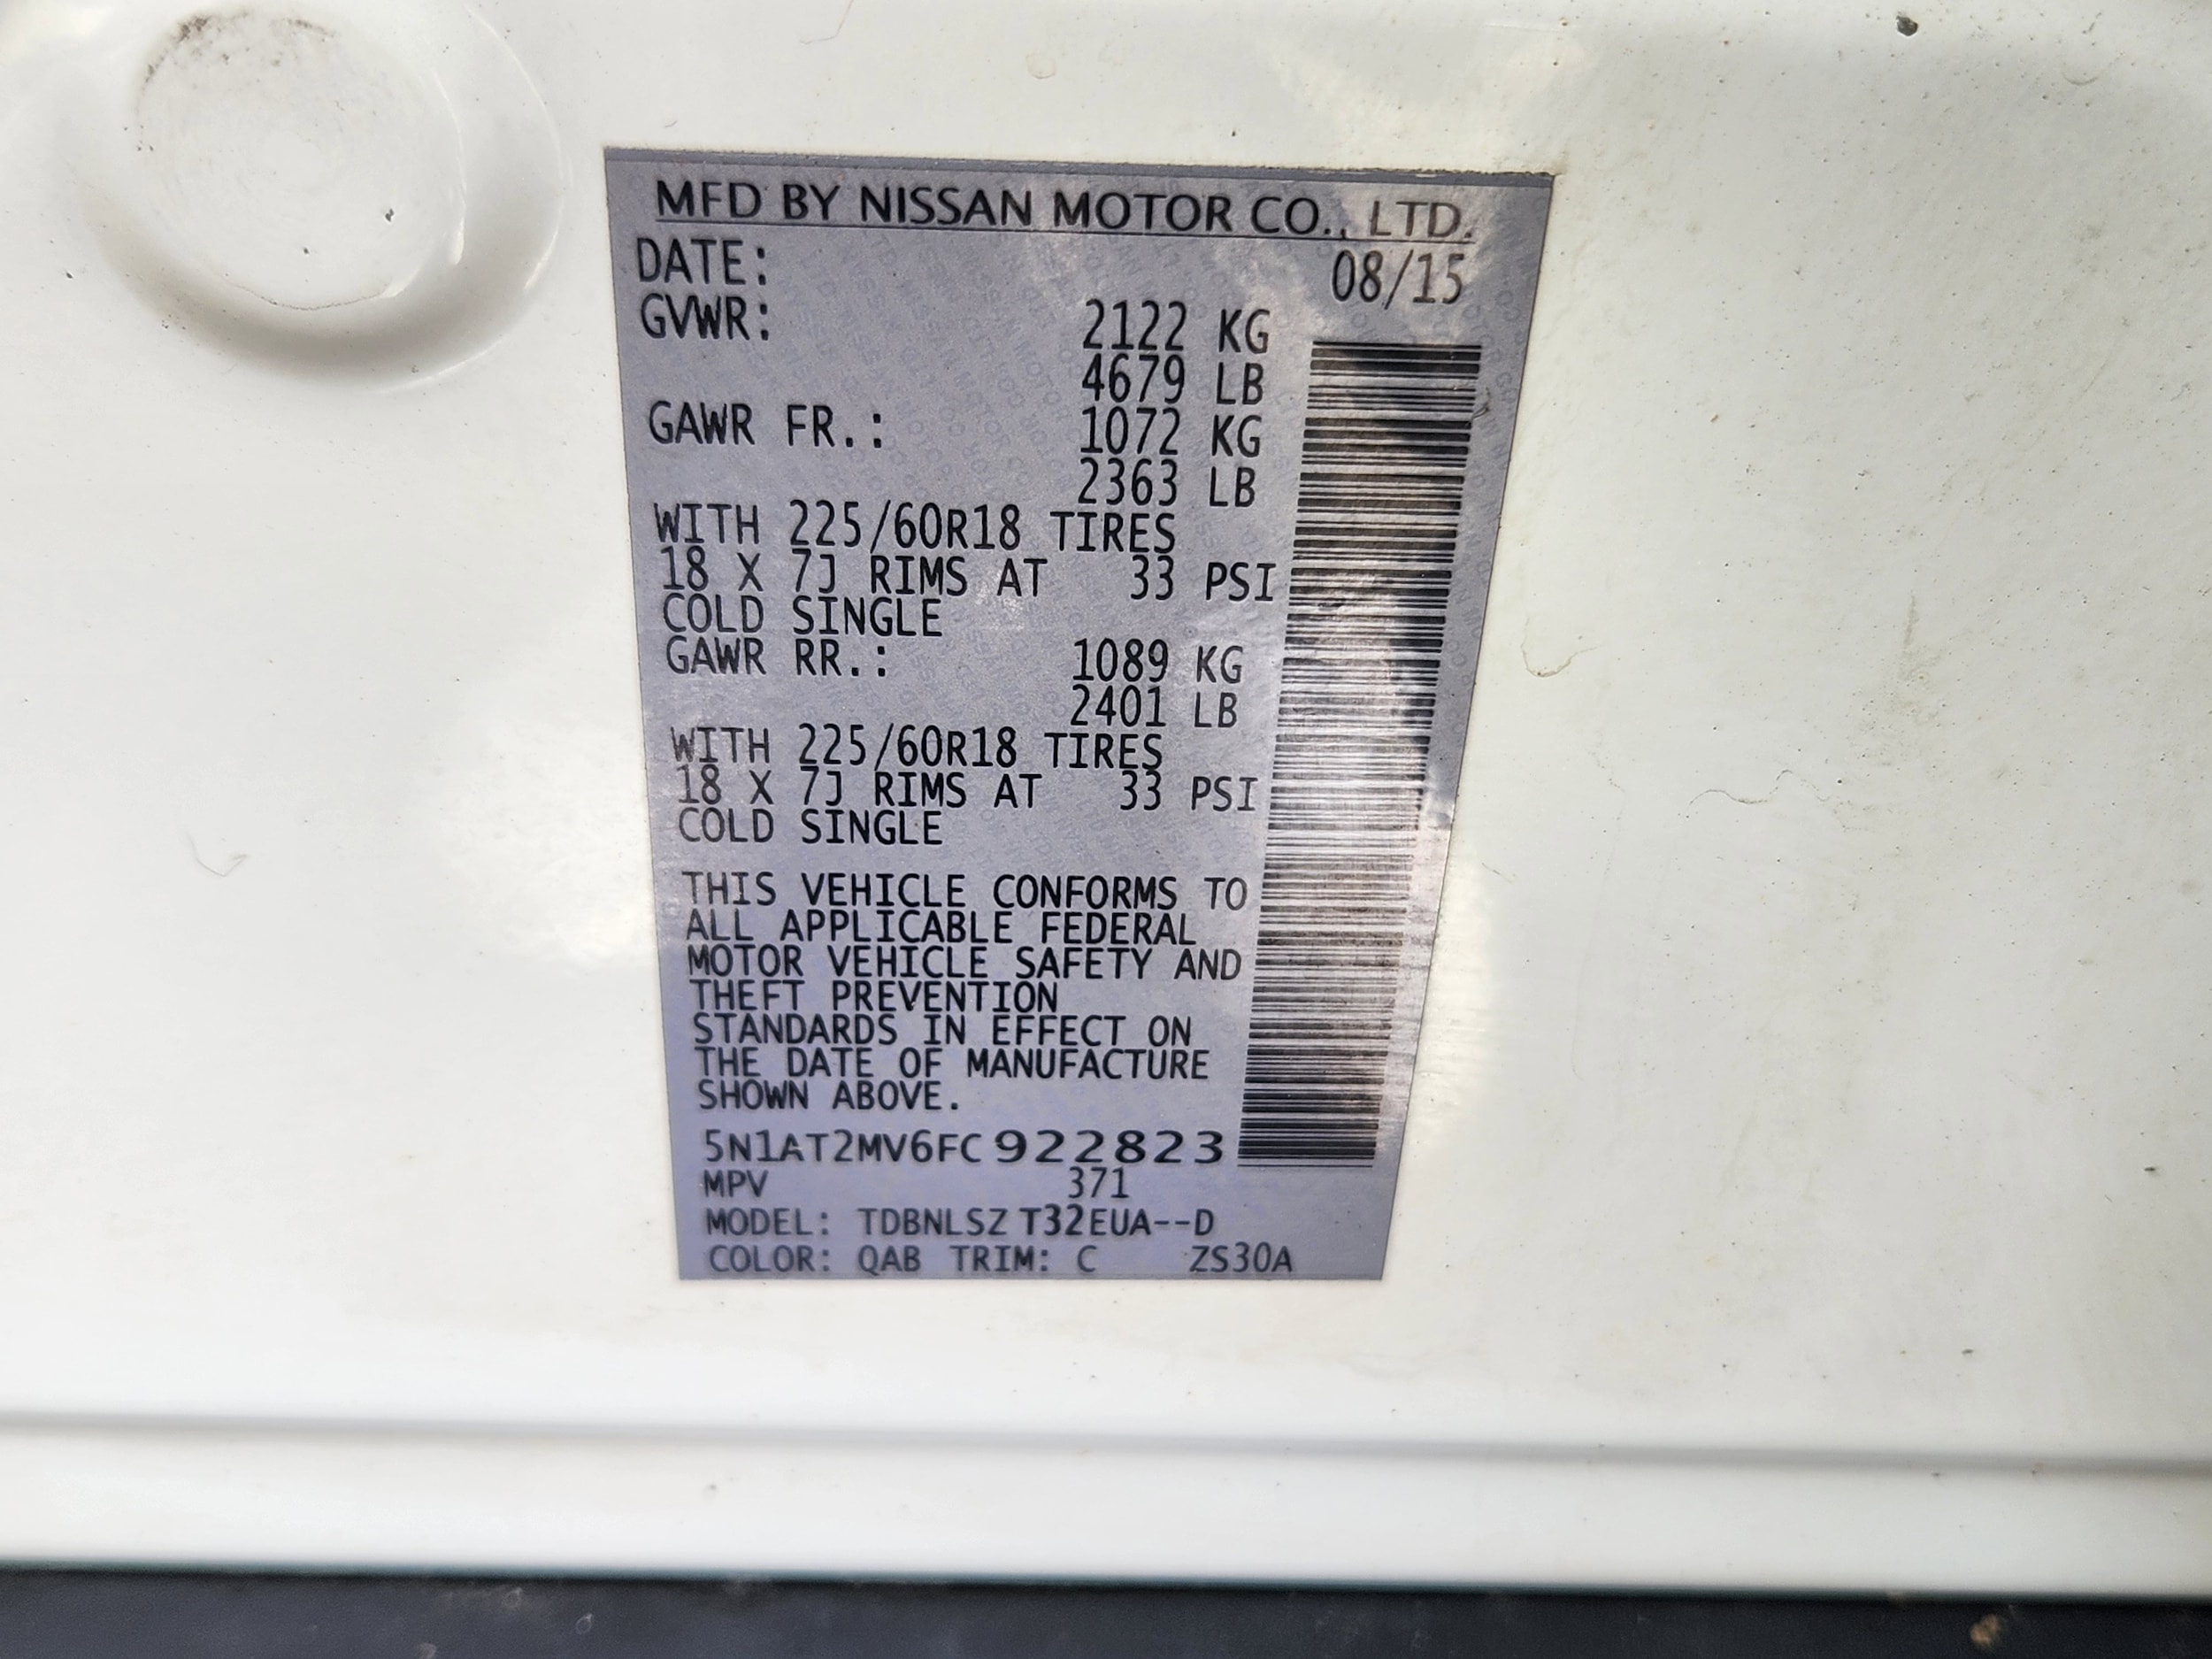 MFD BY NISSAN MOTOR CO., LTD.
DATE: 08/15
GVWR: 2122 KG
4679 LB
GAWR FR.: 1072 KG
2363 LB
WITH 225/60R18 TIRES
18 X 7J RIMS AT 33 PSI
COLD SINGLE
GAWR RR.: 1089 KG
2401 LB
WITH 225/60R18 TIRES
18 X 7J RIMS AT 33 PSI
COLD SINGLE
THIS VEHICLE CONFORMS TO
ALL APPLICABLE FEDERAL
MOTOR VEHICLE SAFETY AND
THEFT PREVENTION
STANDARDS IN EFFECT ON
THE DATE OF MANUFACTURE
SHOWN ABOVE.
5N1AT2MV6FC922823
MPV 371
MODEL: TDBNLSZ T32EUA--D
COLOR: QAB TRIM: C ZS30A